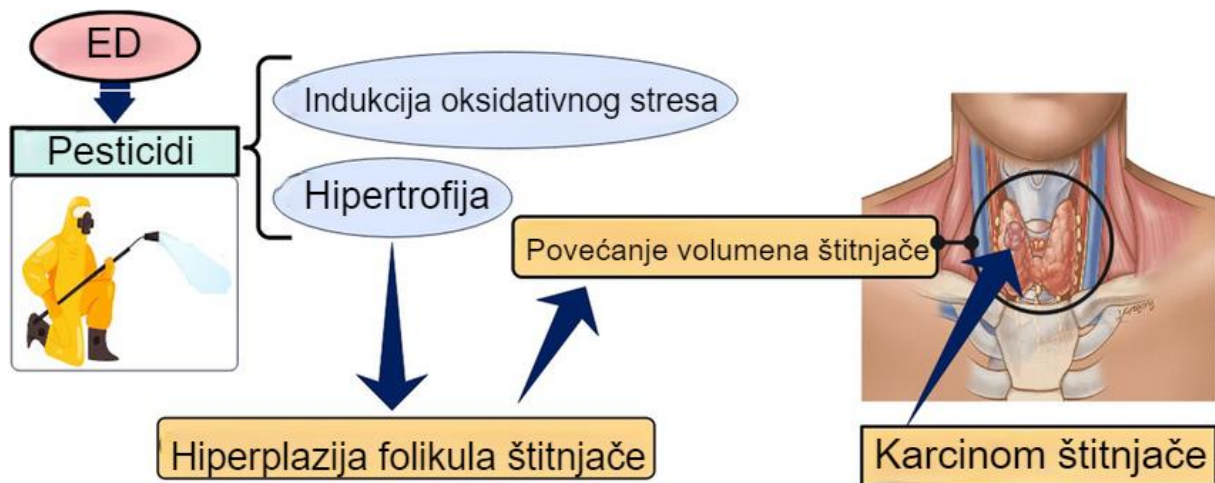 ED
Pesticidi
Indukcija oksidativnog stresa
Hipertrofija
Hiperplazija folikula štitnjače
Povećanje volumena štitnjače
Karcinom štitnjače